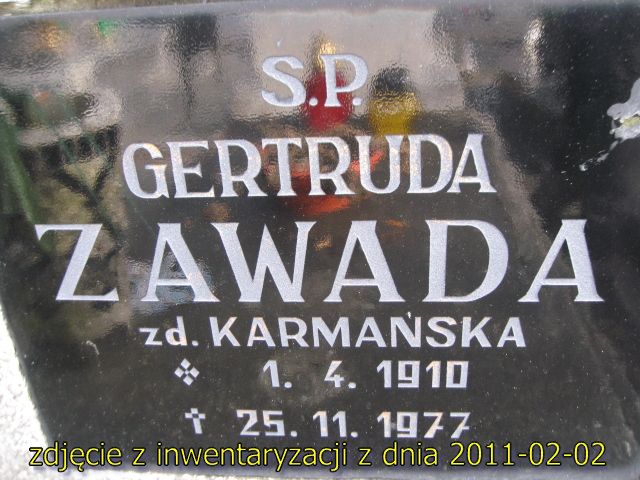 S.P.
GERTRUDA
ZAWADA
zd. KARMAŃSKA
1. 4. 1910
† 25. 11. 1977
zdjęcie z inwentaryzacji z dnia 2011-02-02